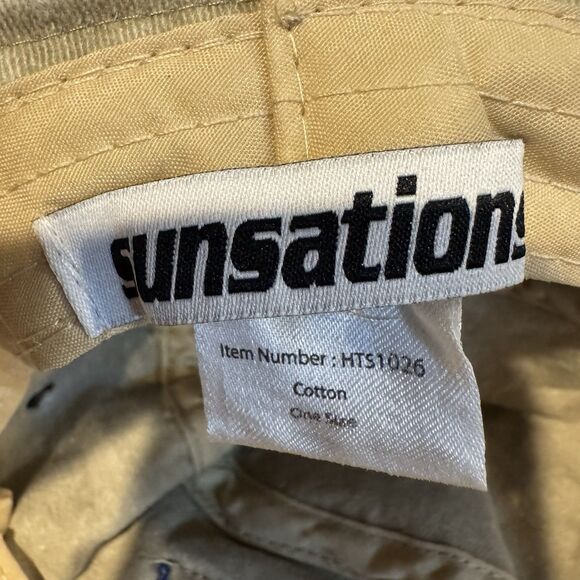 sunsations
Item Number : HTS1026
Cotton
One Size